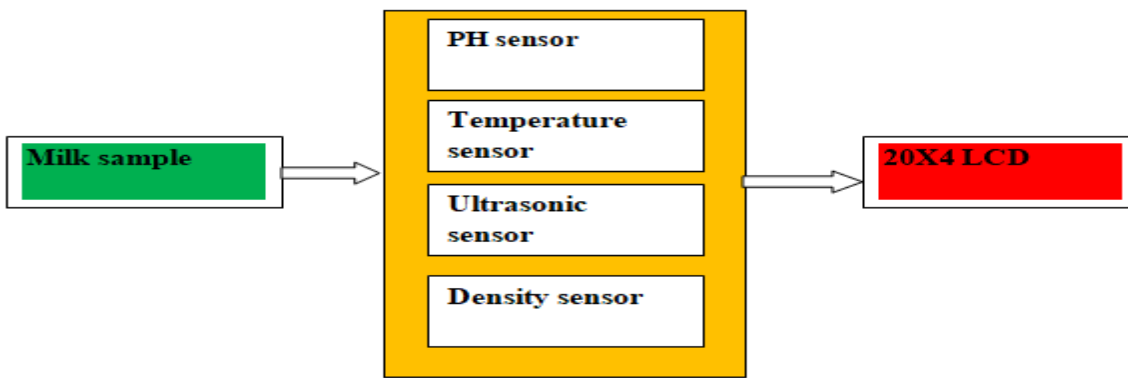 PH sensor
Temperature
sensor
Milk sample
20X4 LCD
Ultrasonic
sensor
Density sensor